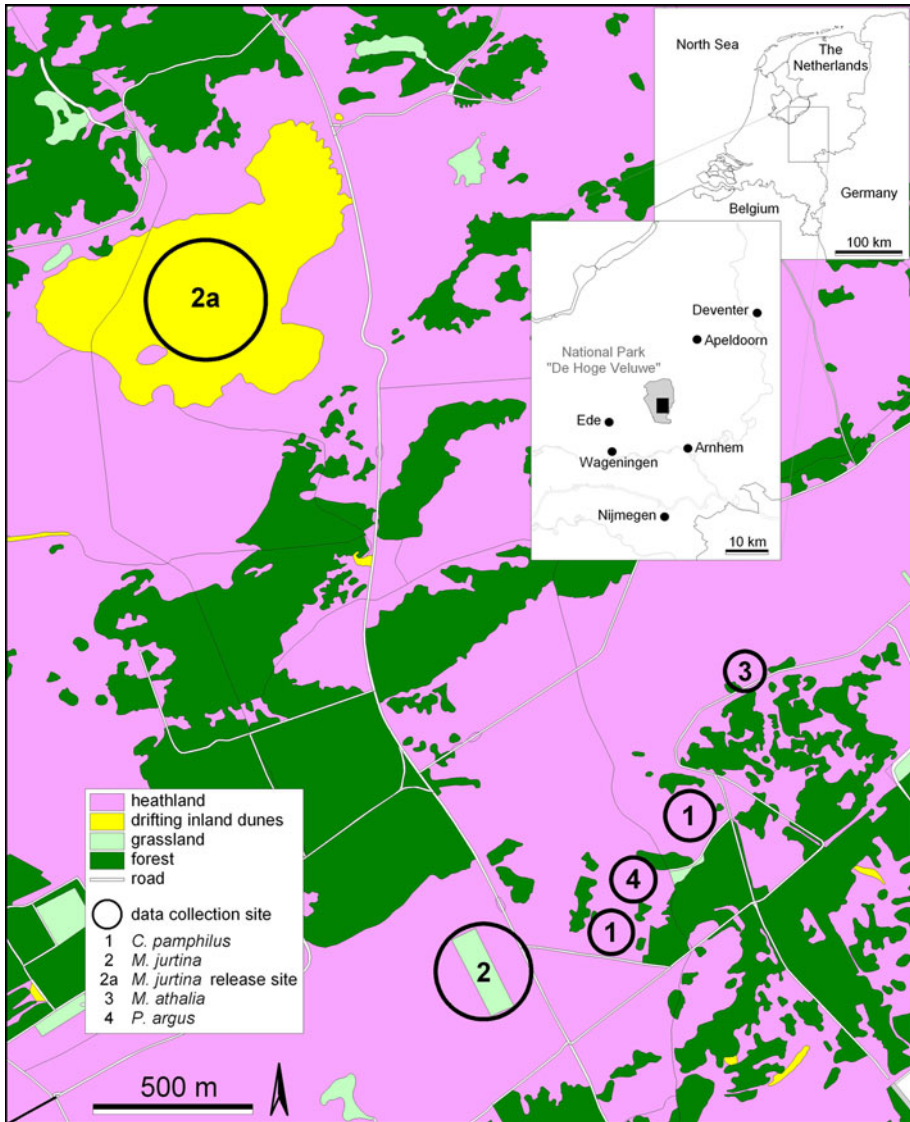 North Sea
The
Netherlands
Germany
Belgium
100 km
2a
Deventer
Apeldoorn
National Park
"De Hoge Veluwe"
Ede
Arnhem
Wageningen
Nijmegen
10 km
3
1
4
1
2
heathland
drifting inland dunes
grassland
forest
road
data collection site
1 C. pamphilus
2 M. jurtina
2a M. jurtina release site
3 M. athalia
4 P. argus
500 m